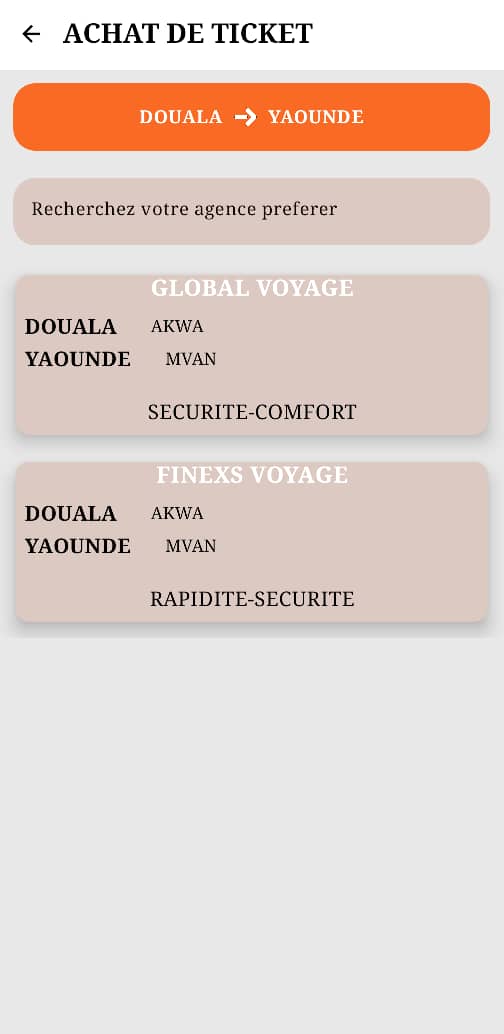 ACHAT DE TICKET
DOUALA YAOUNDE
Recherchez votre agence preferer
GLOBAL VOYAGE
DOUALA AKWA
YAOUNDE MVAN
SECURITE-COMFORT
FINEXS VOYAGE
DOUALA AKWA
YAOUNDE MVAN
RAPIDITE-SECURITE